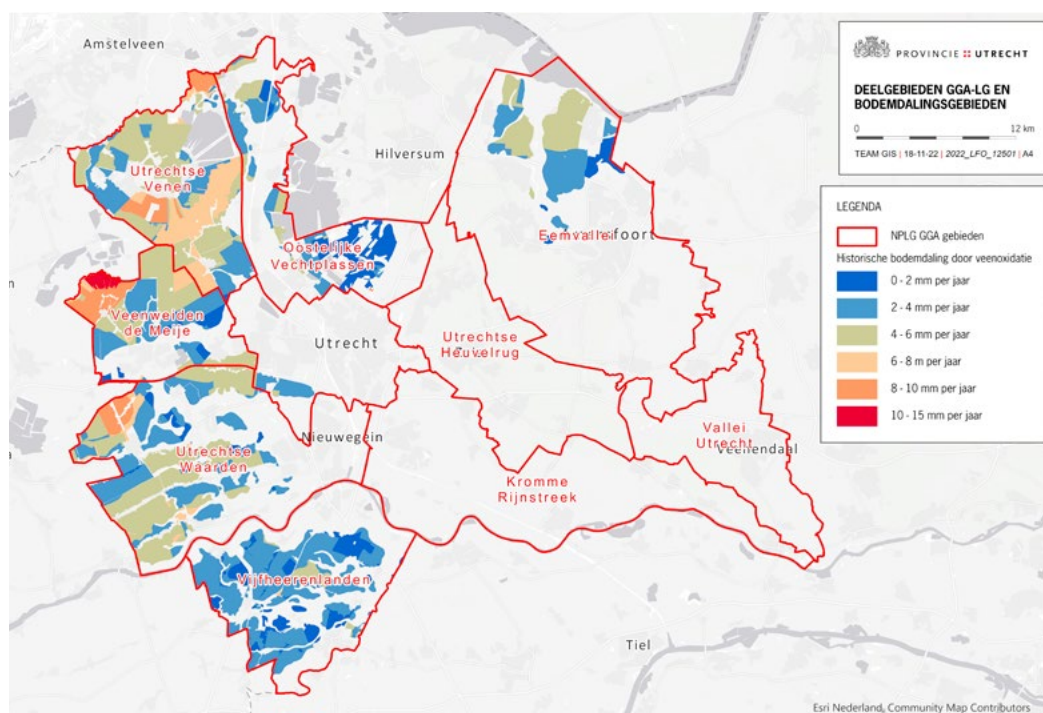 Amstelveen
PROVINCIE UTRECHT
DEELGEBIEDEN GGA-LG EN
BODEMDALINGSGEBIEDEN
0 12 km
TEAM GIS | 18-11-22 | 2022_LFO_12501 | A4
Hilversum
Utrechtse
Venen
Oostelijke
Vechtplassen
Eemvallei
foort
LEGENDA
NPLG GGA gebieden
Historische bodemdaling door veenoxidatie
0 - 2 mm per jaar
2 - 4 mm per jaar
4 - 6 mm per jaar
6 - 8 m per jaar
8 - 10 mm per jaar
10 - 15 mm per jaar
Veenweiden
de Meije
Utrecht
Utrechtse
Heuvelrug
Nieuwegein
Vallei
Utrecht
Veenendaal
Utrechtse
Waarden
Kromme
Rijnstreek
Vijfheerenlanden
Tiel
Esri Nederland, Community Map Contributors